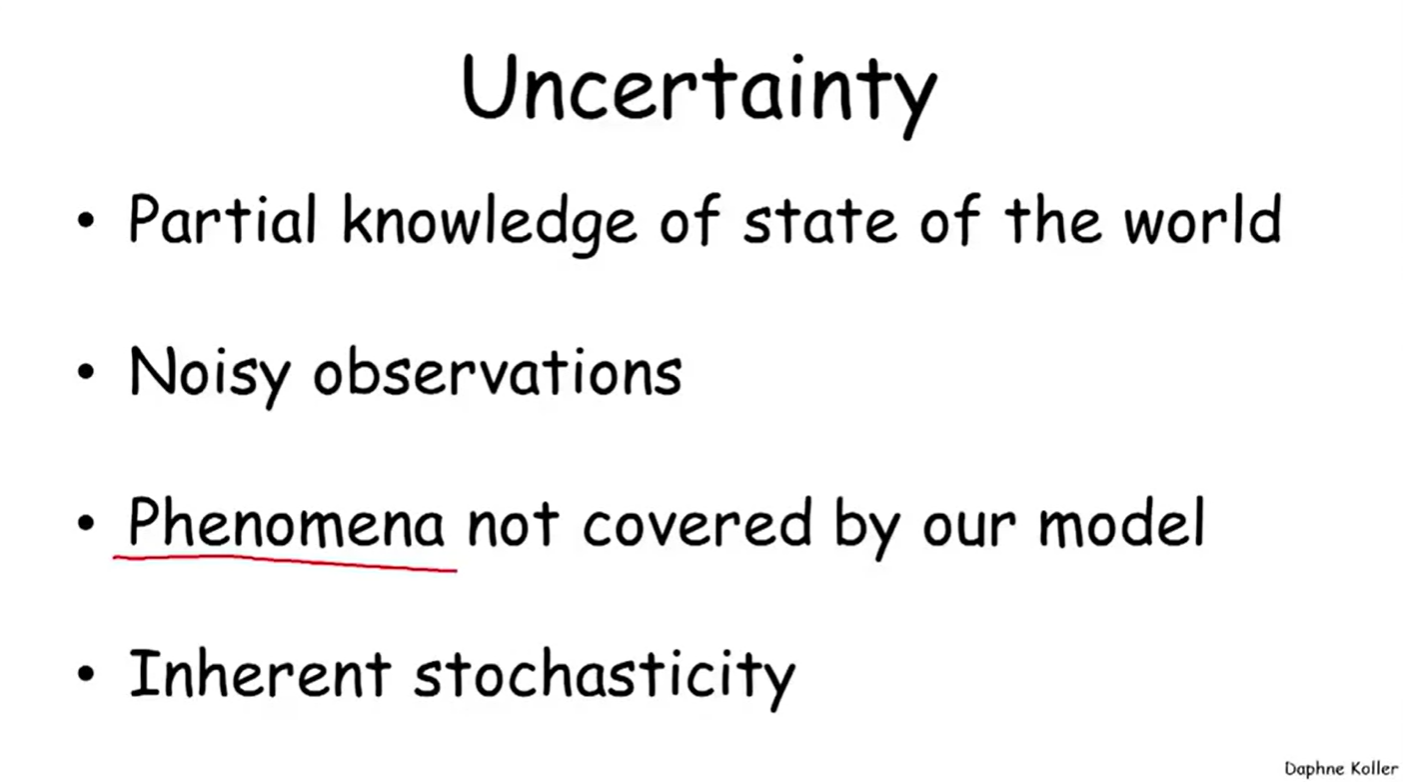 Uncertainty
• Partial knowledge of state of the world
• Noisy observations
• Phenomena not covered by our model
• Inherent stochasticity
Daphne Koller